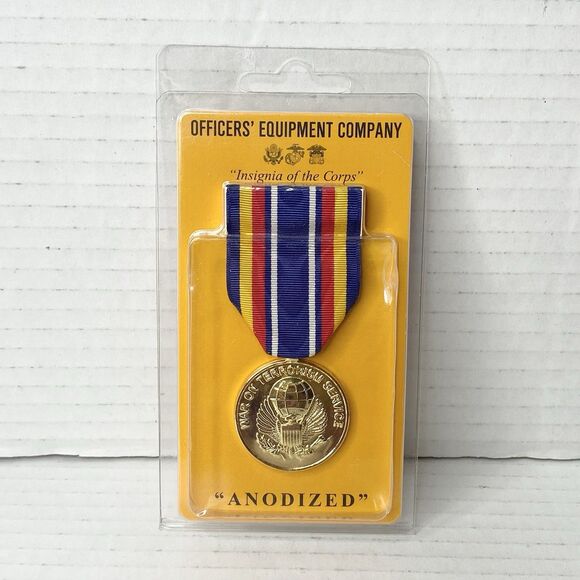 OFFICERS' EQUIPMENT COMPANY
"Insignia of the Corps"
WAR ON TERRORISM SERVICE
"ANODIZED"